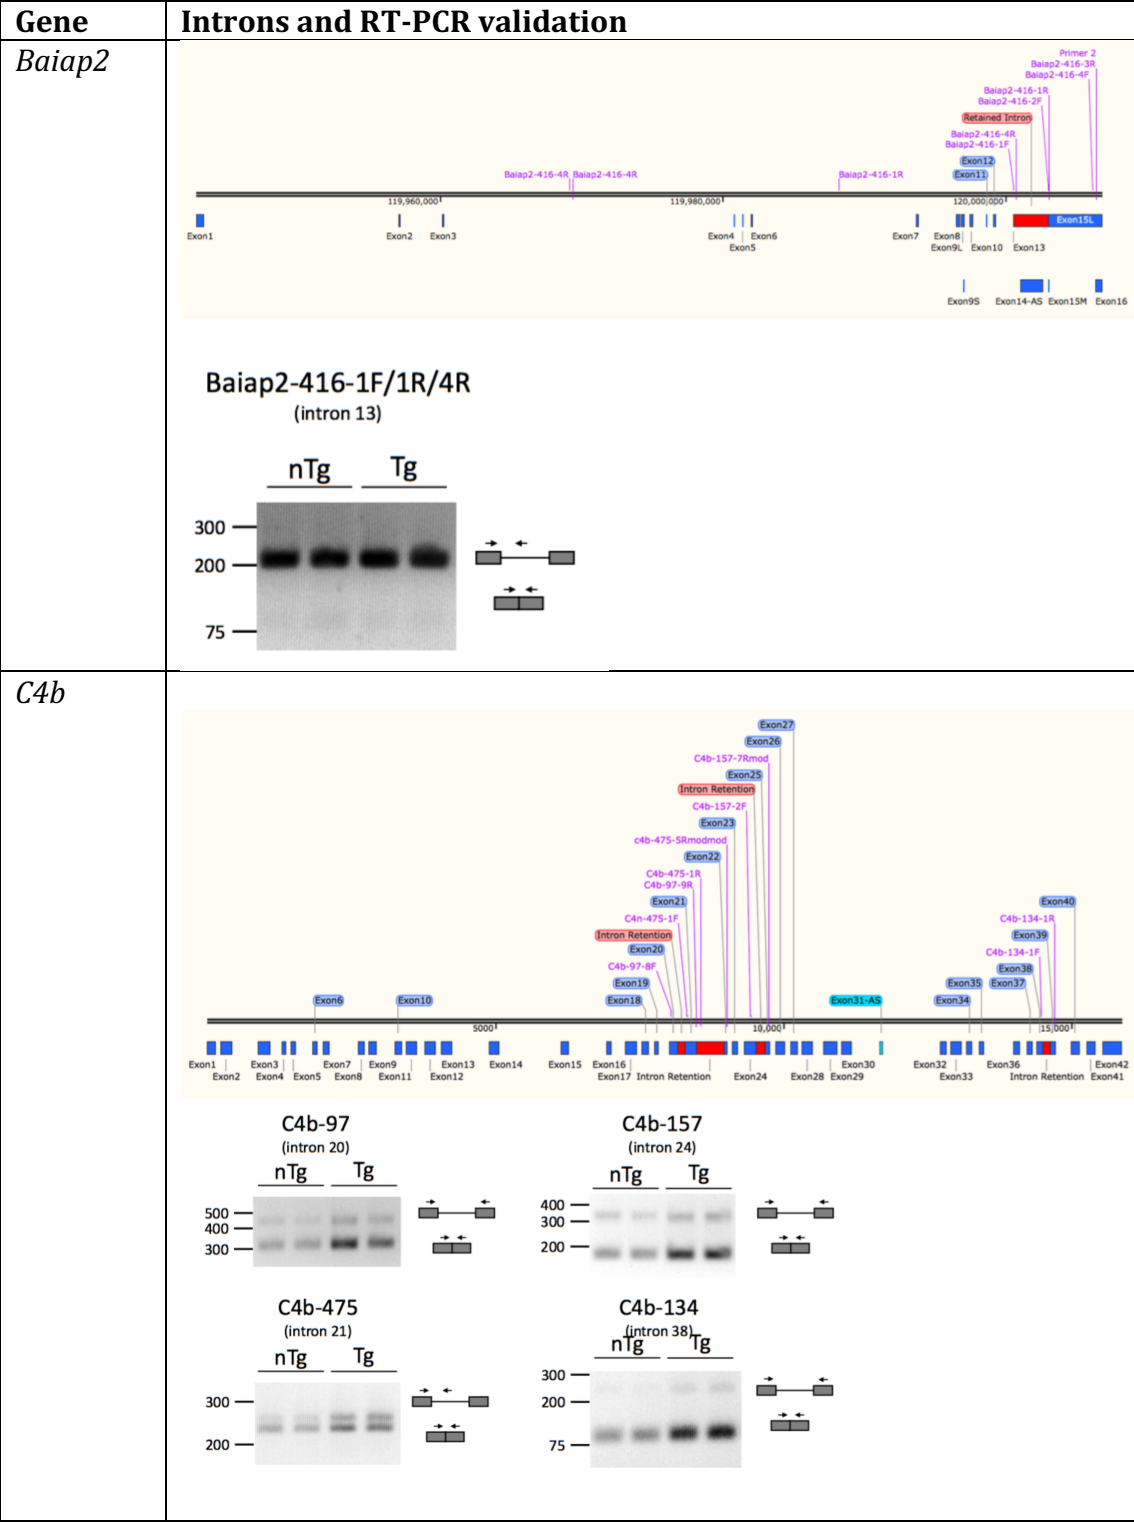 Gene Introns and RT-PCR validation
Baiap2
Primer 2
Baiap2-416-3R
Baiap2-416-4F
Baiap2-416-1R
Baiap2-416-2F
Retained Intron
Baiap2-416-4R
Baiap2-416-1F
Exon12
Baiap2-416-4R Baiap2-416-4R Baiap2-416-1R Exon11
119,960,000 119,980,000 120,000,000
Exon15L
Exon1 Exon2 Exon3 Exon4 Exon6 Exon7 Exon8
Exon5 Exon9L Exon10 Exon13
Exon9S Exon14-AS Exon15M Exon16
Baiap2-416-1F/1R/4R
(intron 13)
nTg Tg
300
200
75
C4b
Exon27
Exon26
C4b-157-7Rmod
Exon25
Intron Retention
C4b-157-2F
Exon23
c4b-475-5Rmodmod
Exon22
C4b-475-1R
C4b-97-9R
Exon21 Exon40
C4n-475-1F C4b-134-1R
Intron Retention Exon39
Exon20 C4b-134-1F
C4b-97-8F Exon38
Exon19 Exon35 Exon37
Exon6 Exon10 Exon18 Exon31-AS Exon34
5000 10,000 15,000
Exon1 Exon3 Exon7 Exon9 Exon13 Exon15 Exon16 Exon30 Exon32 Exon36 Exon42
Exon2 Exon4 Exon5 Exon8 Exon11 Exon12 Exon14 Exon17 Intron Retention Exon24 Exon28 Exon29 Exon33 Intron Retention Exon41
C4b-97 C4b-157
(intron 20) (intron 24)
nTg Tg nTg Tg
500 400
400 300
300 200
C4b-475 C4b-134
(intron 21) (intron 38)
nTg Tg nTg Tg
300 300
200 200
75